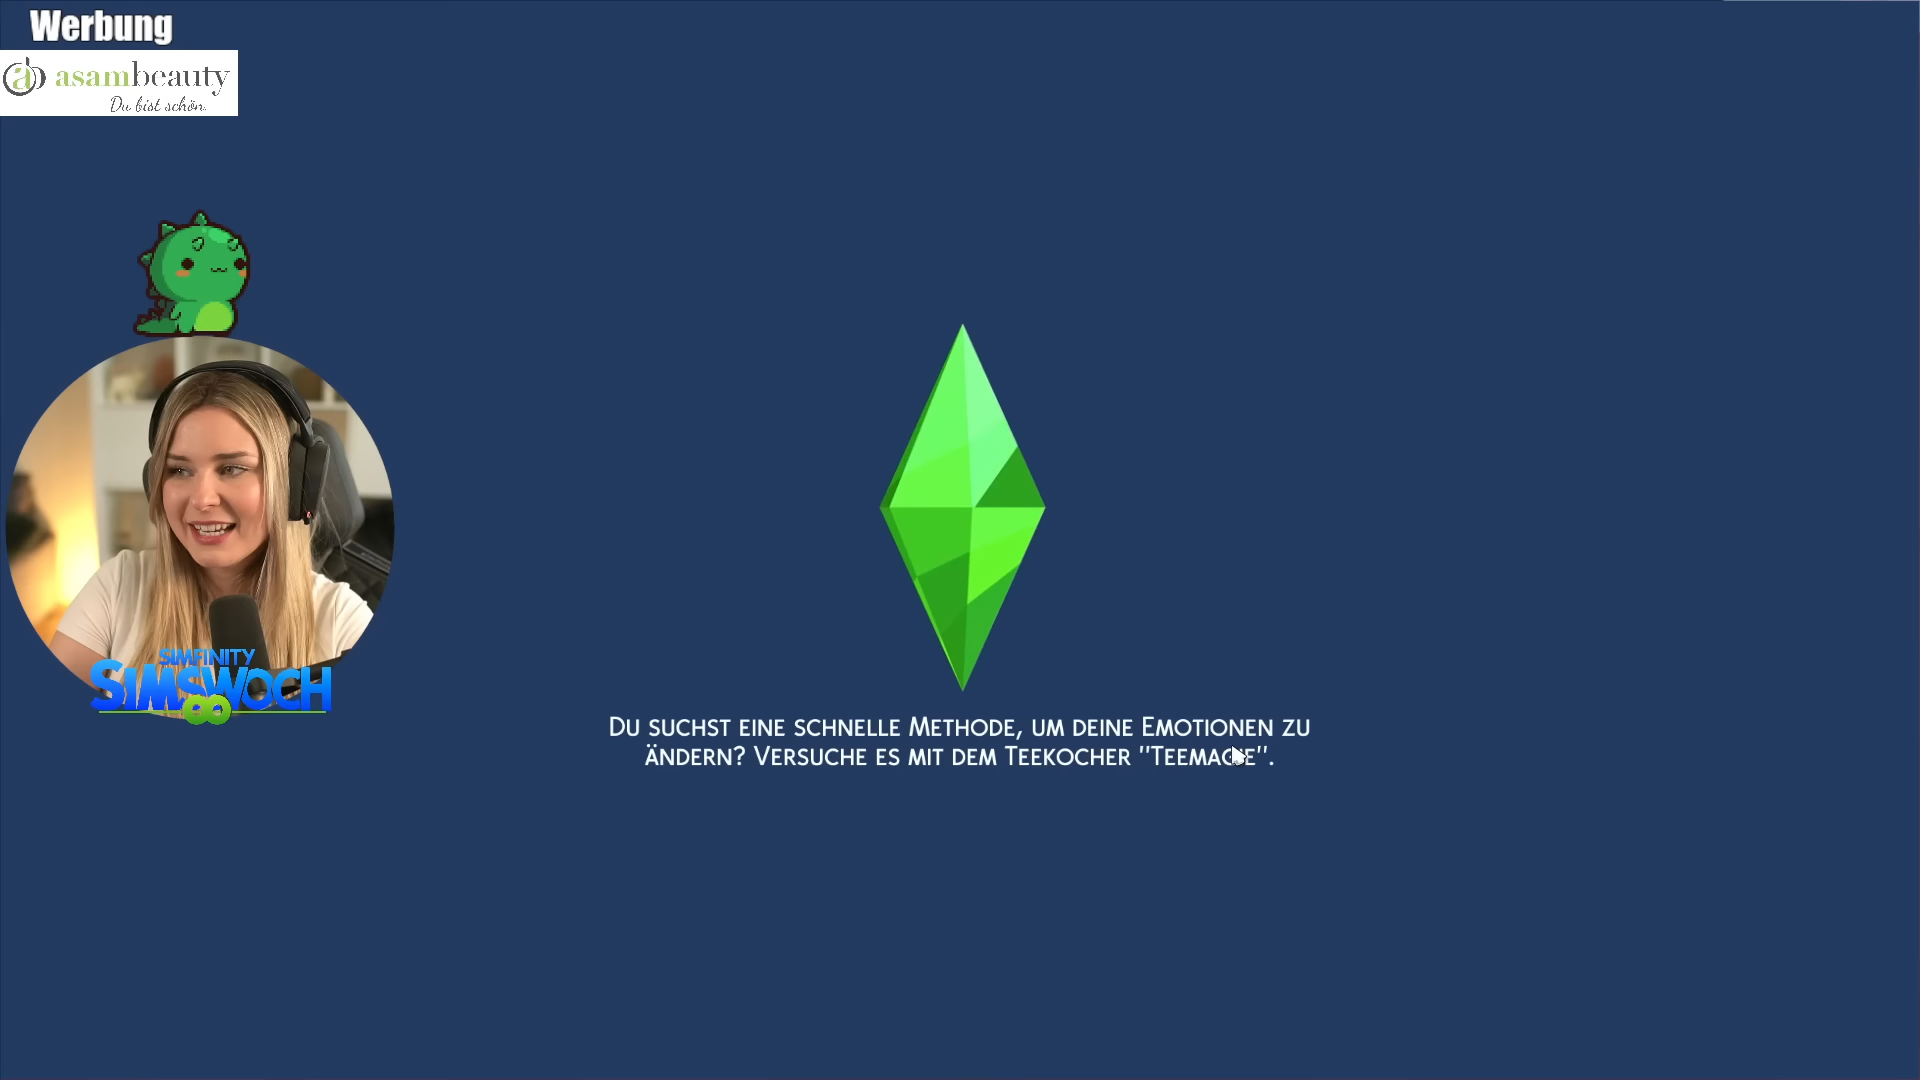 Werbung
asambeauty
Du bist schön.
SIMFINITY
SIMSWOCH
DU SUCHST EINE SCHNELLE METHODE, UM DEINE EMOTIONEN ZU
ÄNDERN? VERSUCHE ES MIT DEM TEEKOCHER "TEEMAGIE".